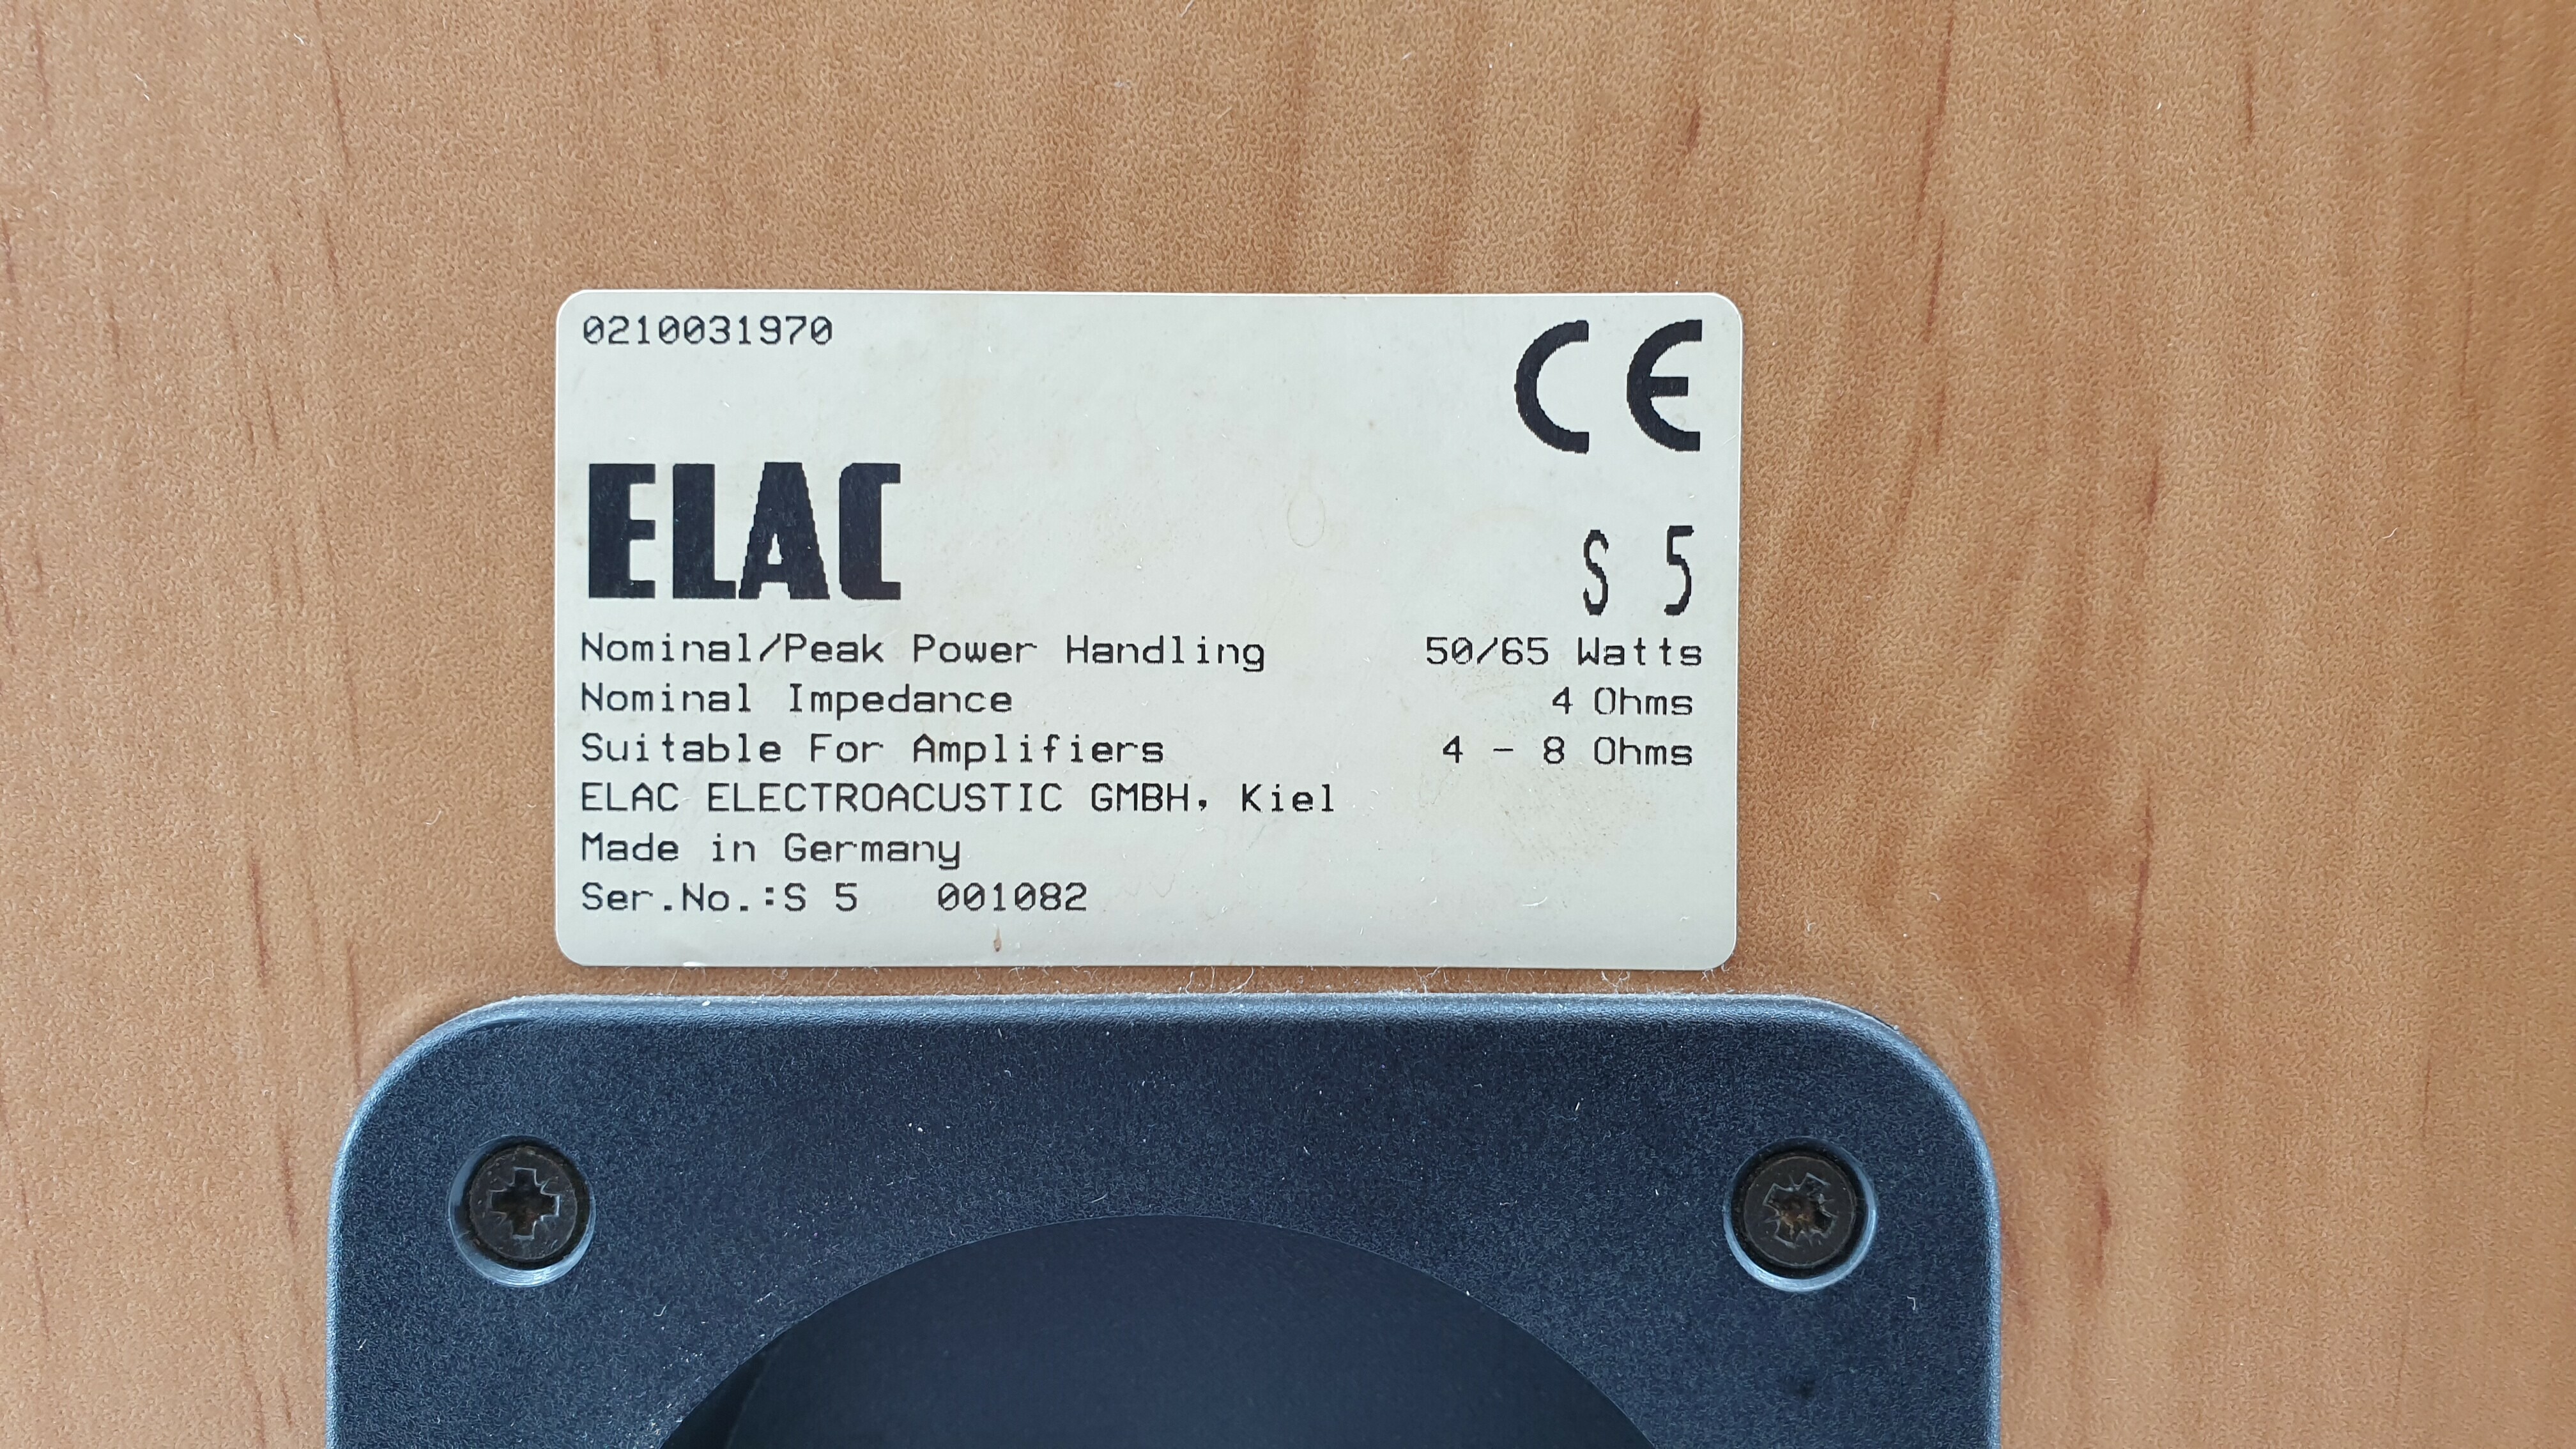 0210031970
CE
ELAC
S 5
Nominal/Peak Power Handling 50/65 Watts
Nominal Impedance 4 Ohms
Suitable For Amplifiers 4 - 8 Ohms
ELAC ELECTROACUSTIC GMBH, Kiel
Made in Germany
Ser.No.:S 5 001082